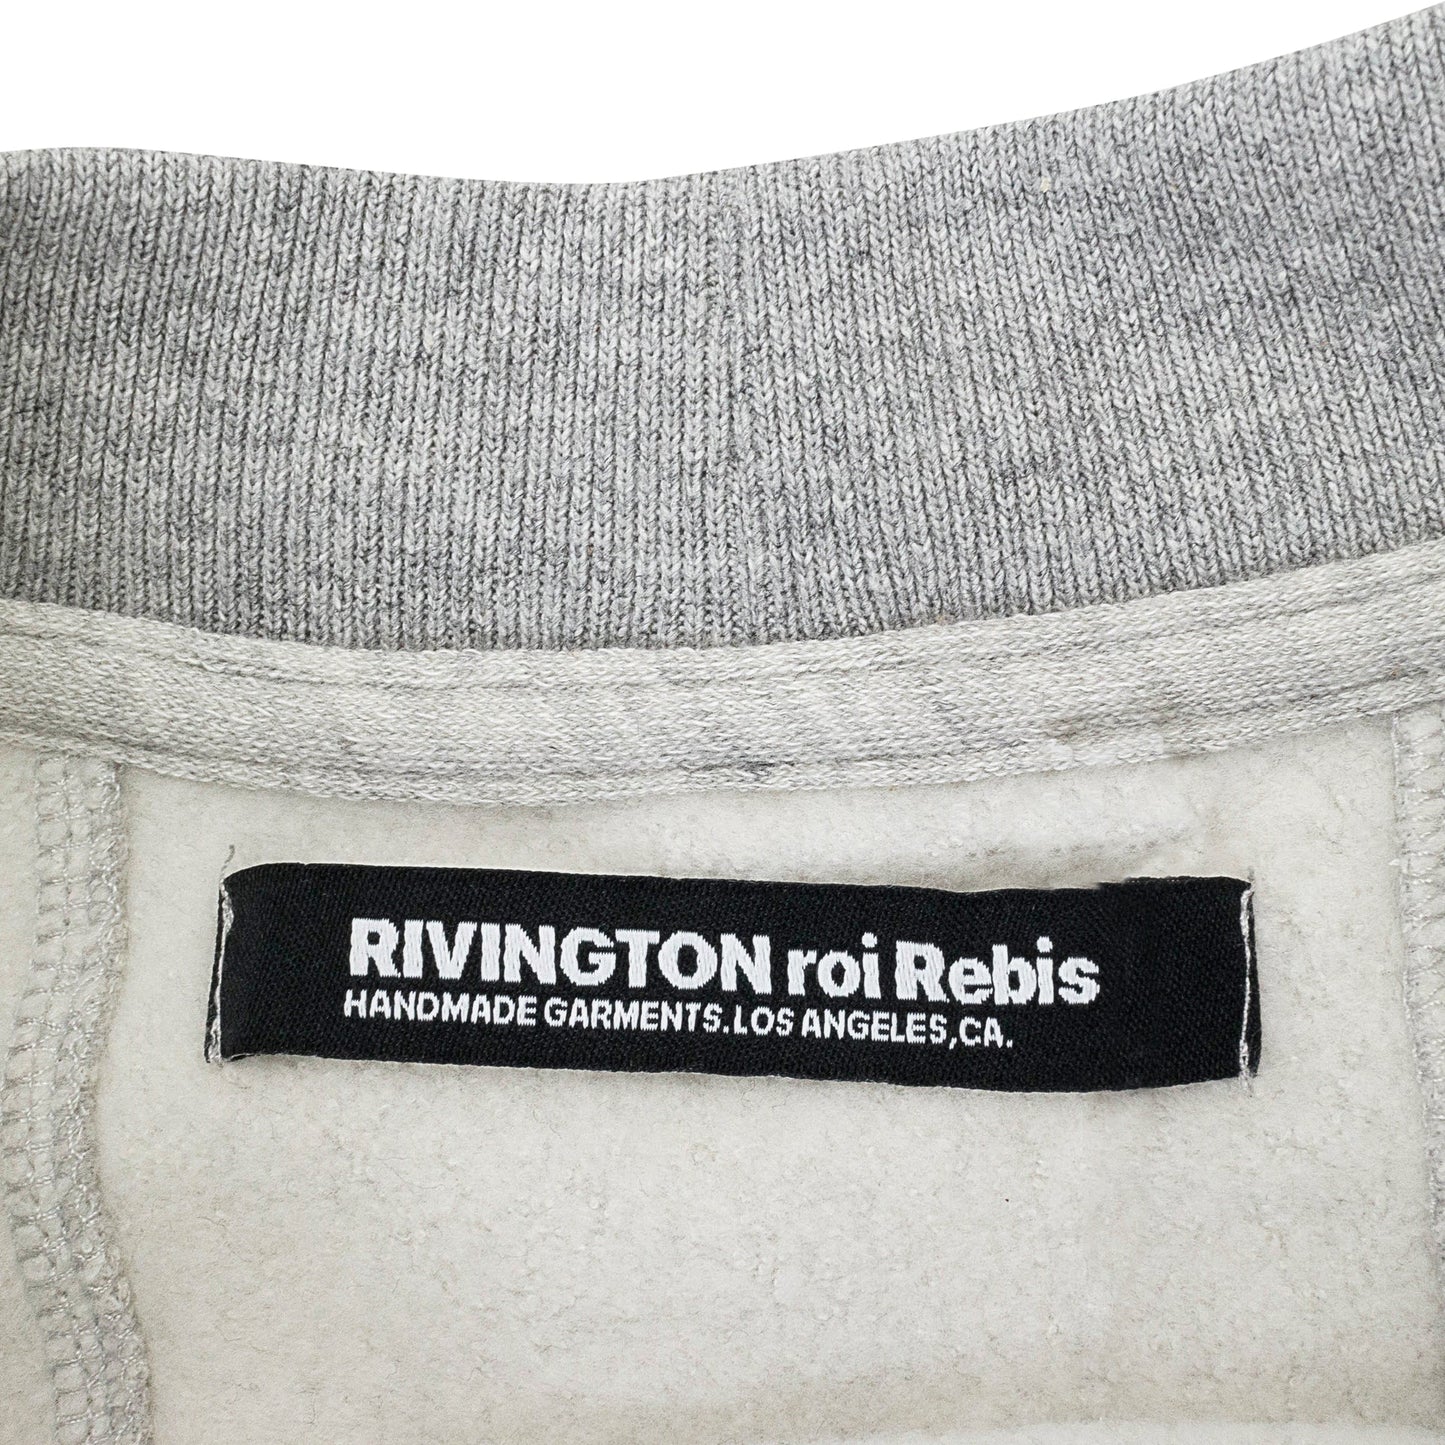 RIVINGTON roi Rebis
HANDMADE GARMENTS.LOS ANGELES,CA.